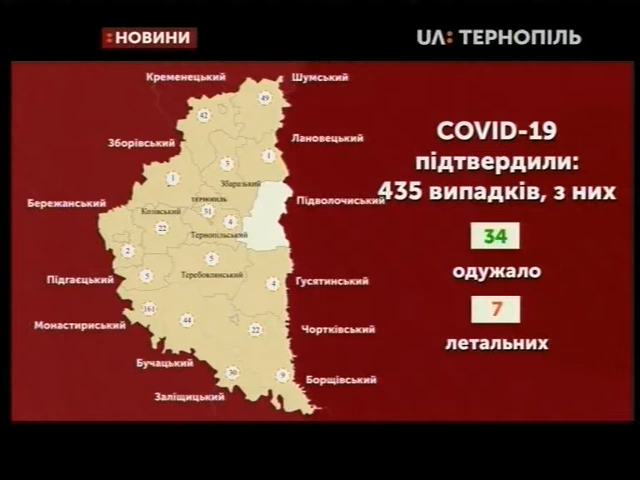 :НОВИНИ
UA: ТЕРНОПІЛЬ
Кременецький
Шумський
49
42
Зборівський
Лановецький
1
Збаразький
1
COVID-19
підтвердили:
435 випадків, з них
34
одужало
7
летальних
Бережанський
Підволочиський
ТЕРНОПІЛЬ
Козівський
22
4
Тернопільський
2
5
Теребовлянський
Підгаєцький
5
4
Гусятинський
161
44
22
Монастириський
Чортківський
Бучацький
30
9
Борщівський
Заліщицький